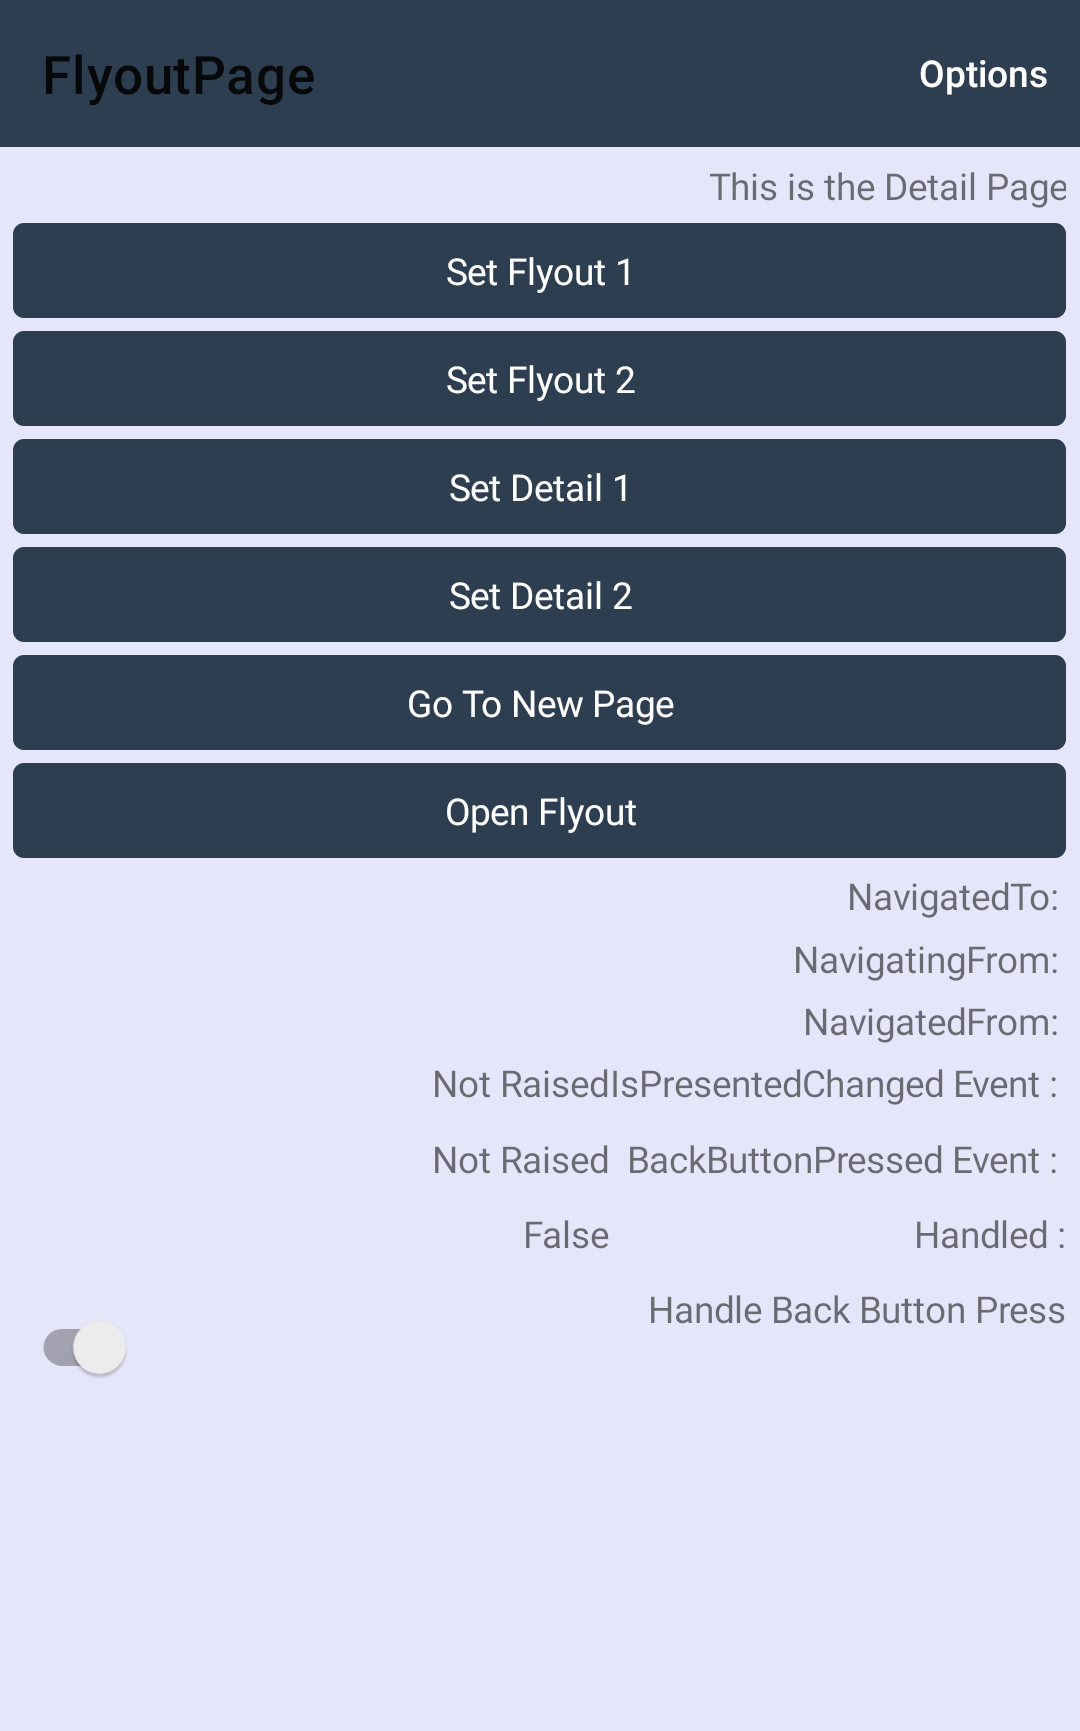 FlyoutPage
Options
This is the Detail Page
Set Flyout 1
Set Flyout 2
Set Detail 1
Set Detail 2
Go To New Page
Open Flyout
NavigatedTo:
NavigatingFrom:
NavigatedFrom:
Not RaisedIsPresentedChanged Event :
Not Raised BackButtonPressed Event :
False Handled :
Handle Back Button Press